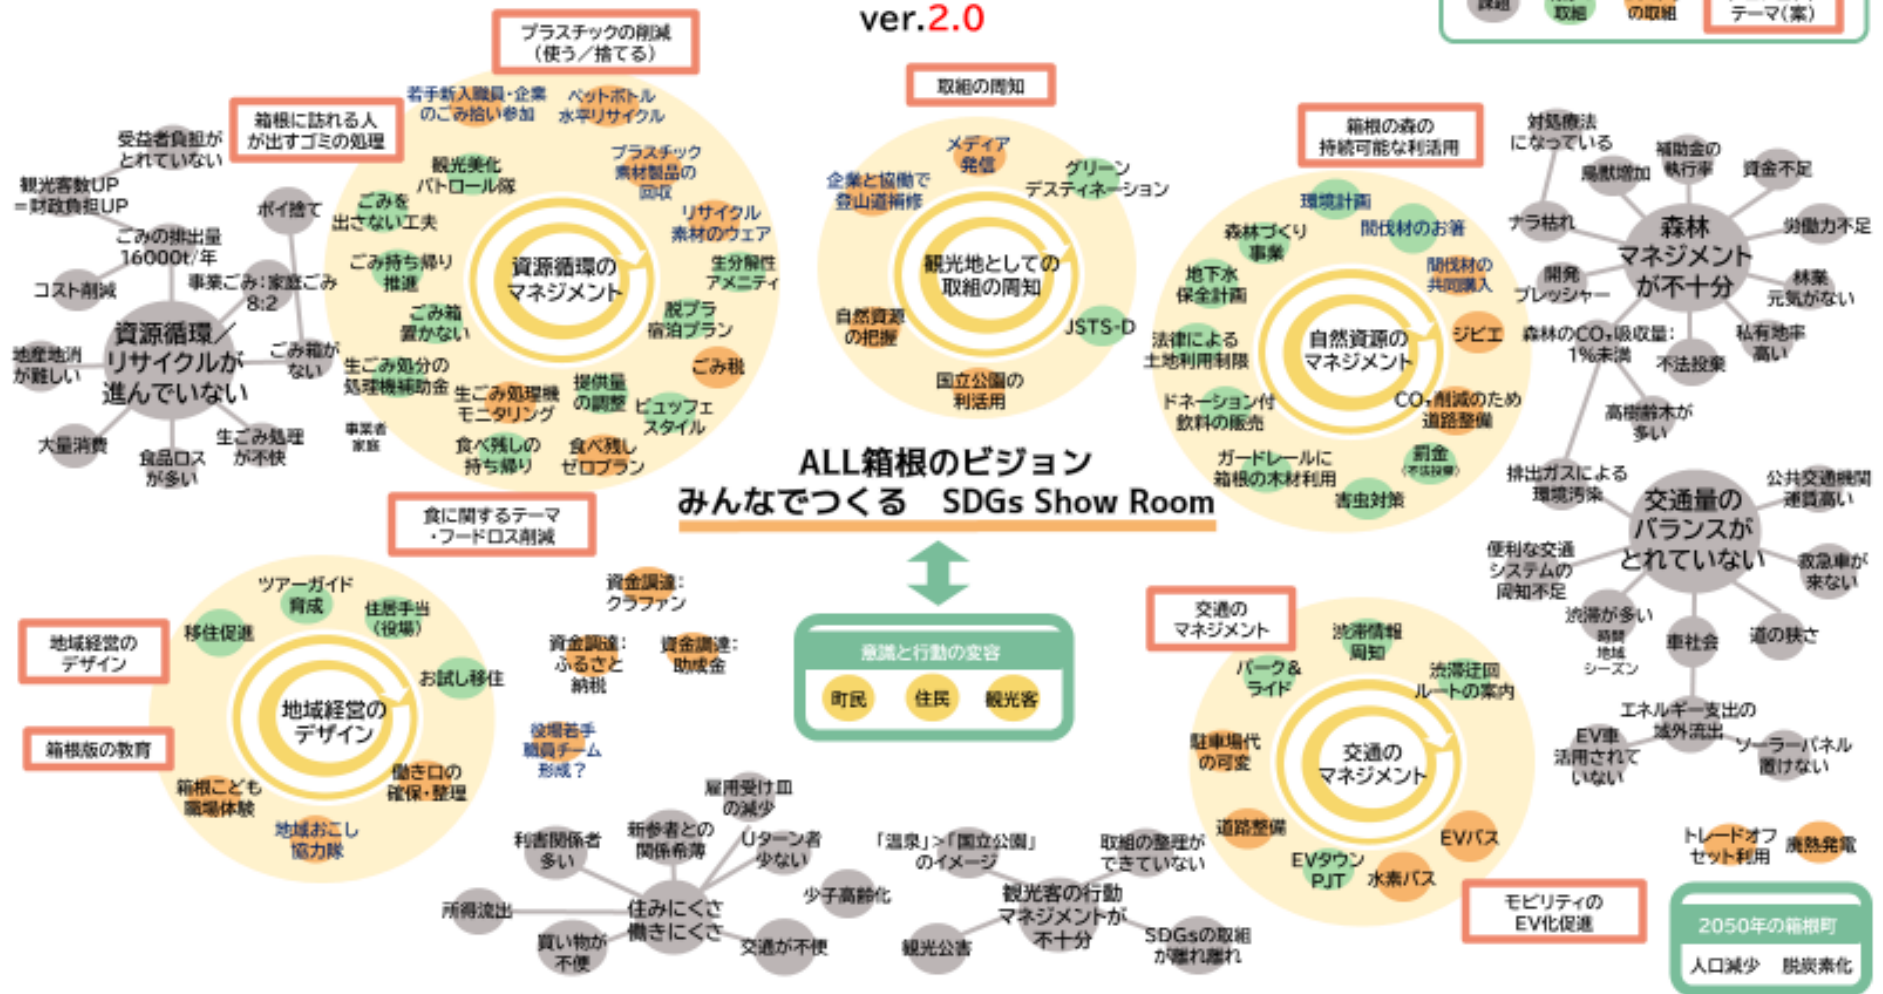 ver.2.0
取組
の取組
テーマ(案)
プラスチックの削減
(使う/捨てる)
取組の周知
箱根に訪れる人
が出すゴミの処理
箱根の森の
持続可能な利活用
受益者負担が
とれていない
観光客数UP
=財政負担UP
ポイ捨て
ごみの排出量
16000t/年
コスト削減
事業ごみ:家庭ごみ
8:2
資源循環/
リサイクルが
進んでいない
地産地消
が難しい
ごみ箱が
ない
大量消費
食品ロス
が多い
生ごみ処理
が不快
若手新入職員・企業
のごみ拾い参加
ペットボトル
水平リサイクル
観光美化
パトロール隊
プラスチック
素材製品の
回収
ごみを
出さない工夫
リサイクル
素材のウェア
ごみ持ち帰り
推進
資源循環の
マネジメント
生分解性
アメニティ
ごみ箱
置かない
脱プラ
宿泊プラン
生ごみ処分の
処理機補助金
ごみ税
生ごみ処理機
モニタリング
提供量
の調整
ビュッフェ
スタイル
事業者
家庭
食べ残しの
持ち帰り
食べ残し
ゼロプラン
食に関するテーマ
・フードロス削減
メディア
発信
企業と協働で
登山道補修
グリーン
デスティネーション
観光地としての
取組の周知
自然資源
の把握
JSTS-D
国立公園の
利活用
環境計画
森林づくり
事業
間伐材のお箸
地下水
保全計画
間伐材の
共同購入
法律による
土地利用制限
自然資源の
マネジメント
ジビエ
ドネーション付
飲料の販売
CO₂削減のため
道路整備
ガードレールに
箱根の木材利用
罰金
(不法投棄)
害虫対策
対処療法
になっている
鳥獣増加
補助金の
執行率
資金不足
ナラ枯れ
森林
マネジメント
が不十分
労働力不足
開発
プレッシャー
林業
元気がない
森林のCO₂吸収量:
1%未満
不法投棄
私有地率
高い
高樹齢木が
多い
ALL箱根のビジョン
みんなでつくる SDGs Show Room
意識と行動の変容
町民
住民
観光客
排出ガスによる
環境汚染
交通量の
バランスが
とれていない
公共交通機関
運賃高い
便利な交通
システムの
周知不足
救急車が
来ない
渋滞が多い
時間
地域
シーズン
車社会
道の狭さ
エネルギー支出の
域外流出
EV車
活用されて
いない
ソーラーパネル
置けない
地域経営の
デザイン
箱根版の教育
ツアーガイド
育成
移住促進
住居手当
(役場)
お試し移住
地域経営の
デザイン
箱根こども
職場体験
働き口の
確保・整理
地域おこし
協力隊
資金調達:
クラファン
資金調達:
ふるさと
納税
資金調達:
助成金
役場若手
職員チーム
形成?
雇用受け皿
の減少
利害関係者
多い
新参者との
関係希薄
Uターン者
少ない
少子高齢化
所得流出
住みにくさ
働きにくさ
買い物が
不便
交通が不便
「温泉」>「国立公園」
のイメージ
取組の整理が
できていない
観光客の行動
マネジメントが
不十分
観光公害
SDGsの取組
が離れ離れ
交通の
マネジメント
渋滞情報
周知
パーク&
ライド
渋滞迂回
ルートの案内
駐車場代
の可変
交通の
マネジメント
道路整備
EVバス
EVタウン
PJT
水素バス
モビリティの
EV化促進
トレードオフ
セット利用
廃熱発電
2050年の箱根町
人口減少 脱炭素化